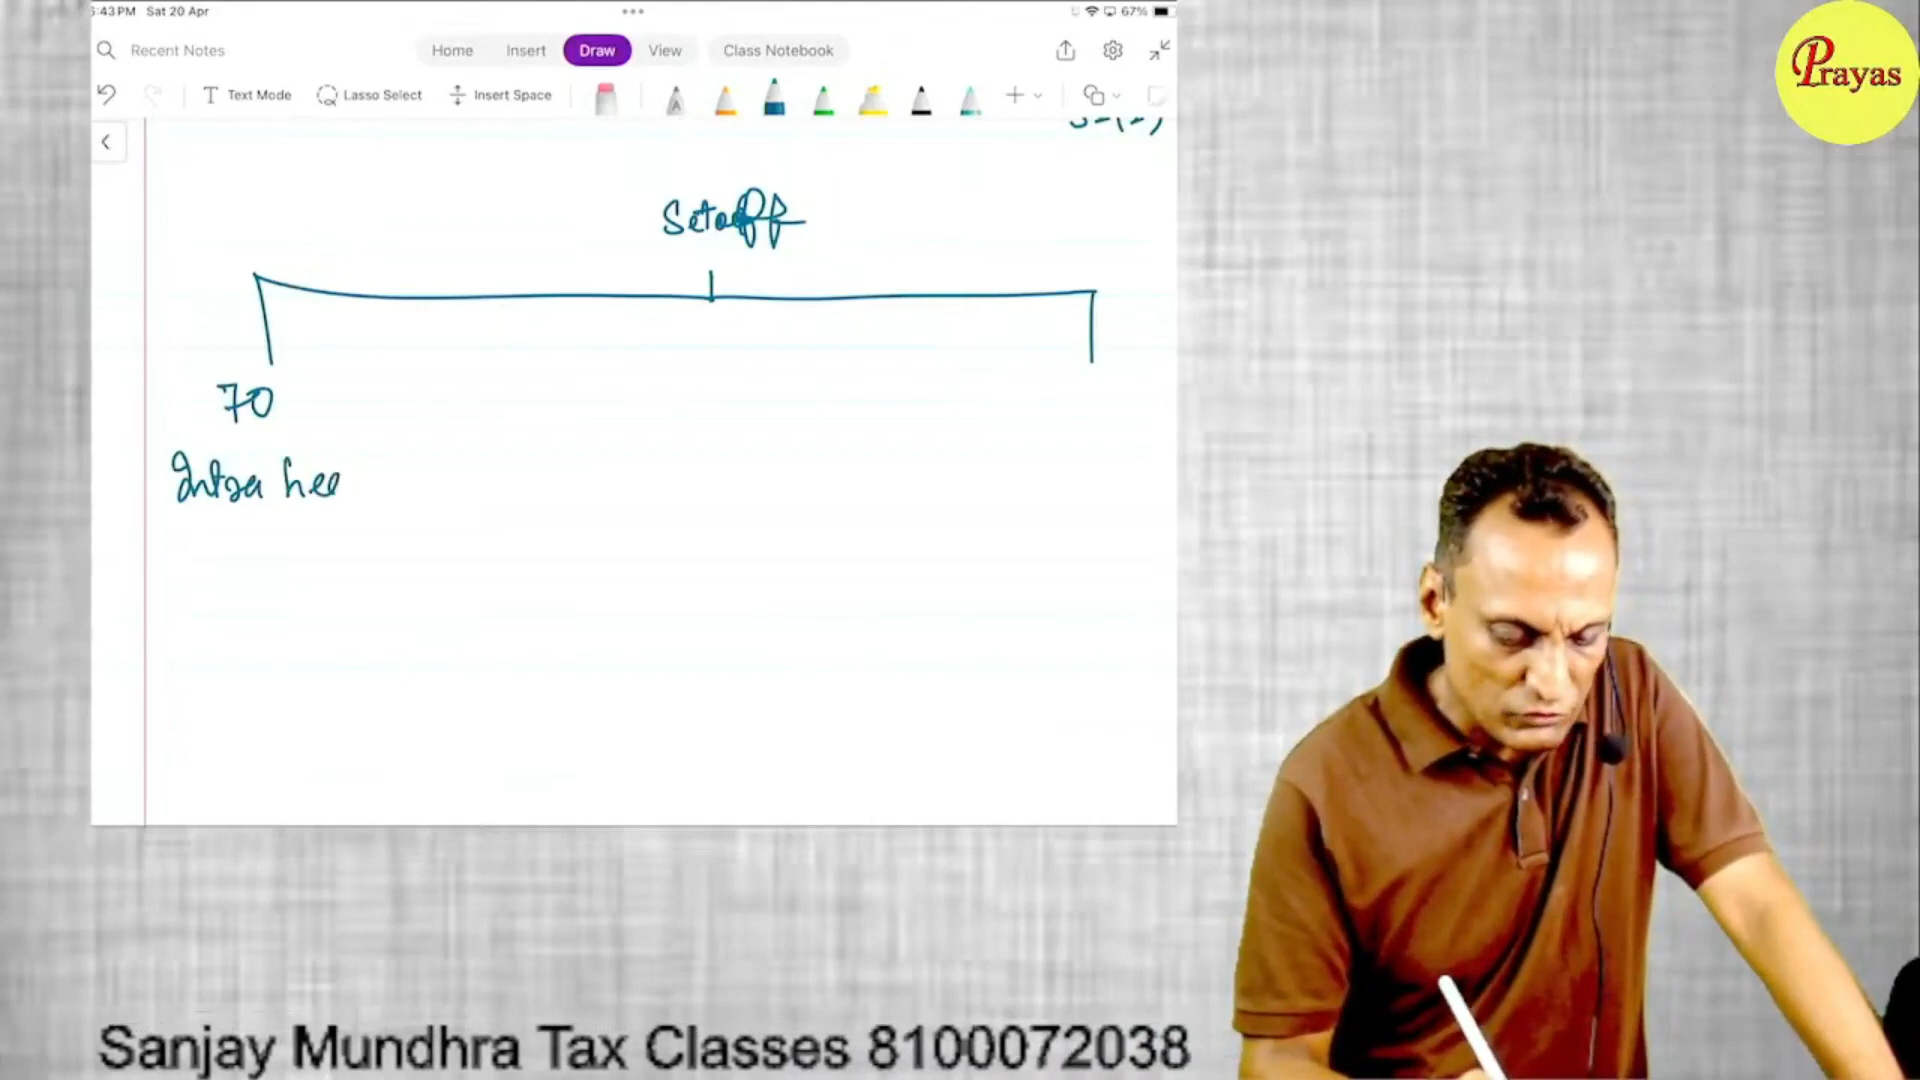 5:43 PM Sat 20 Apr
67%
Prayas
Recent Notes
Home Insert Draw View Class Notebook
Text Mode Lasso Select Insert Space
Setoff
70
Intra hee
Sanjay Mundhra Tax Classes 8100072038